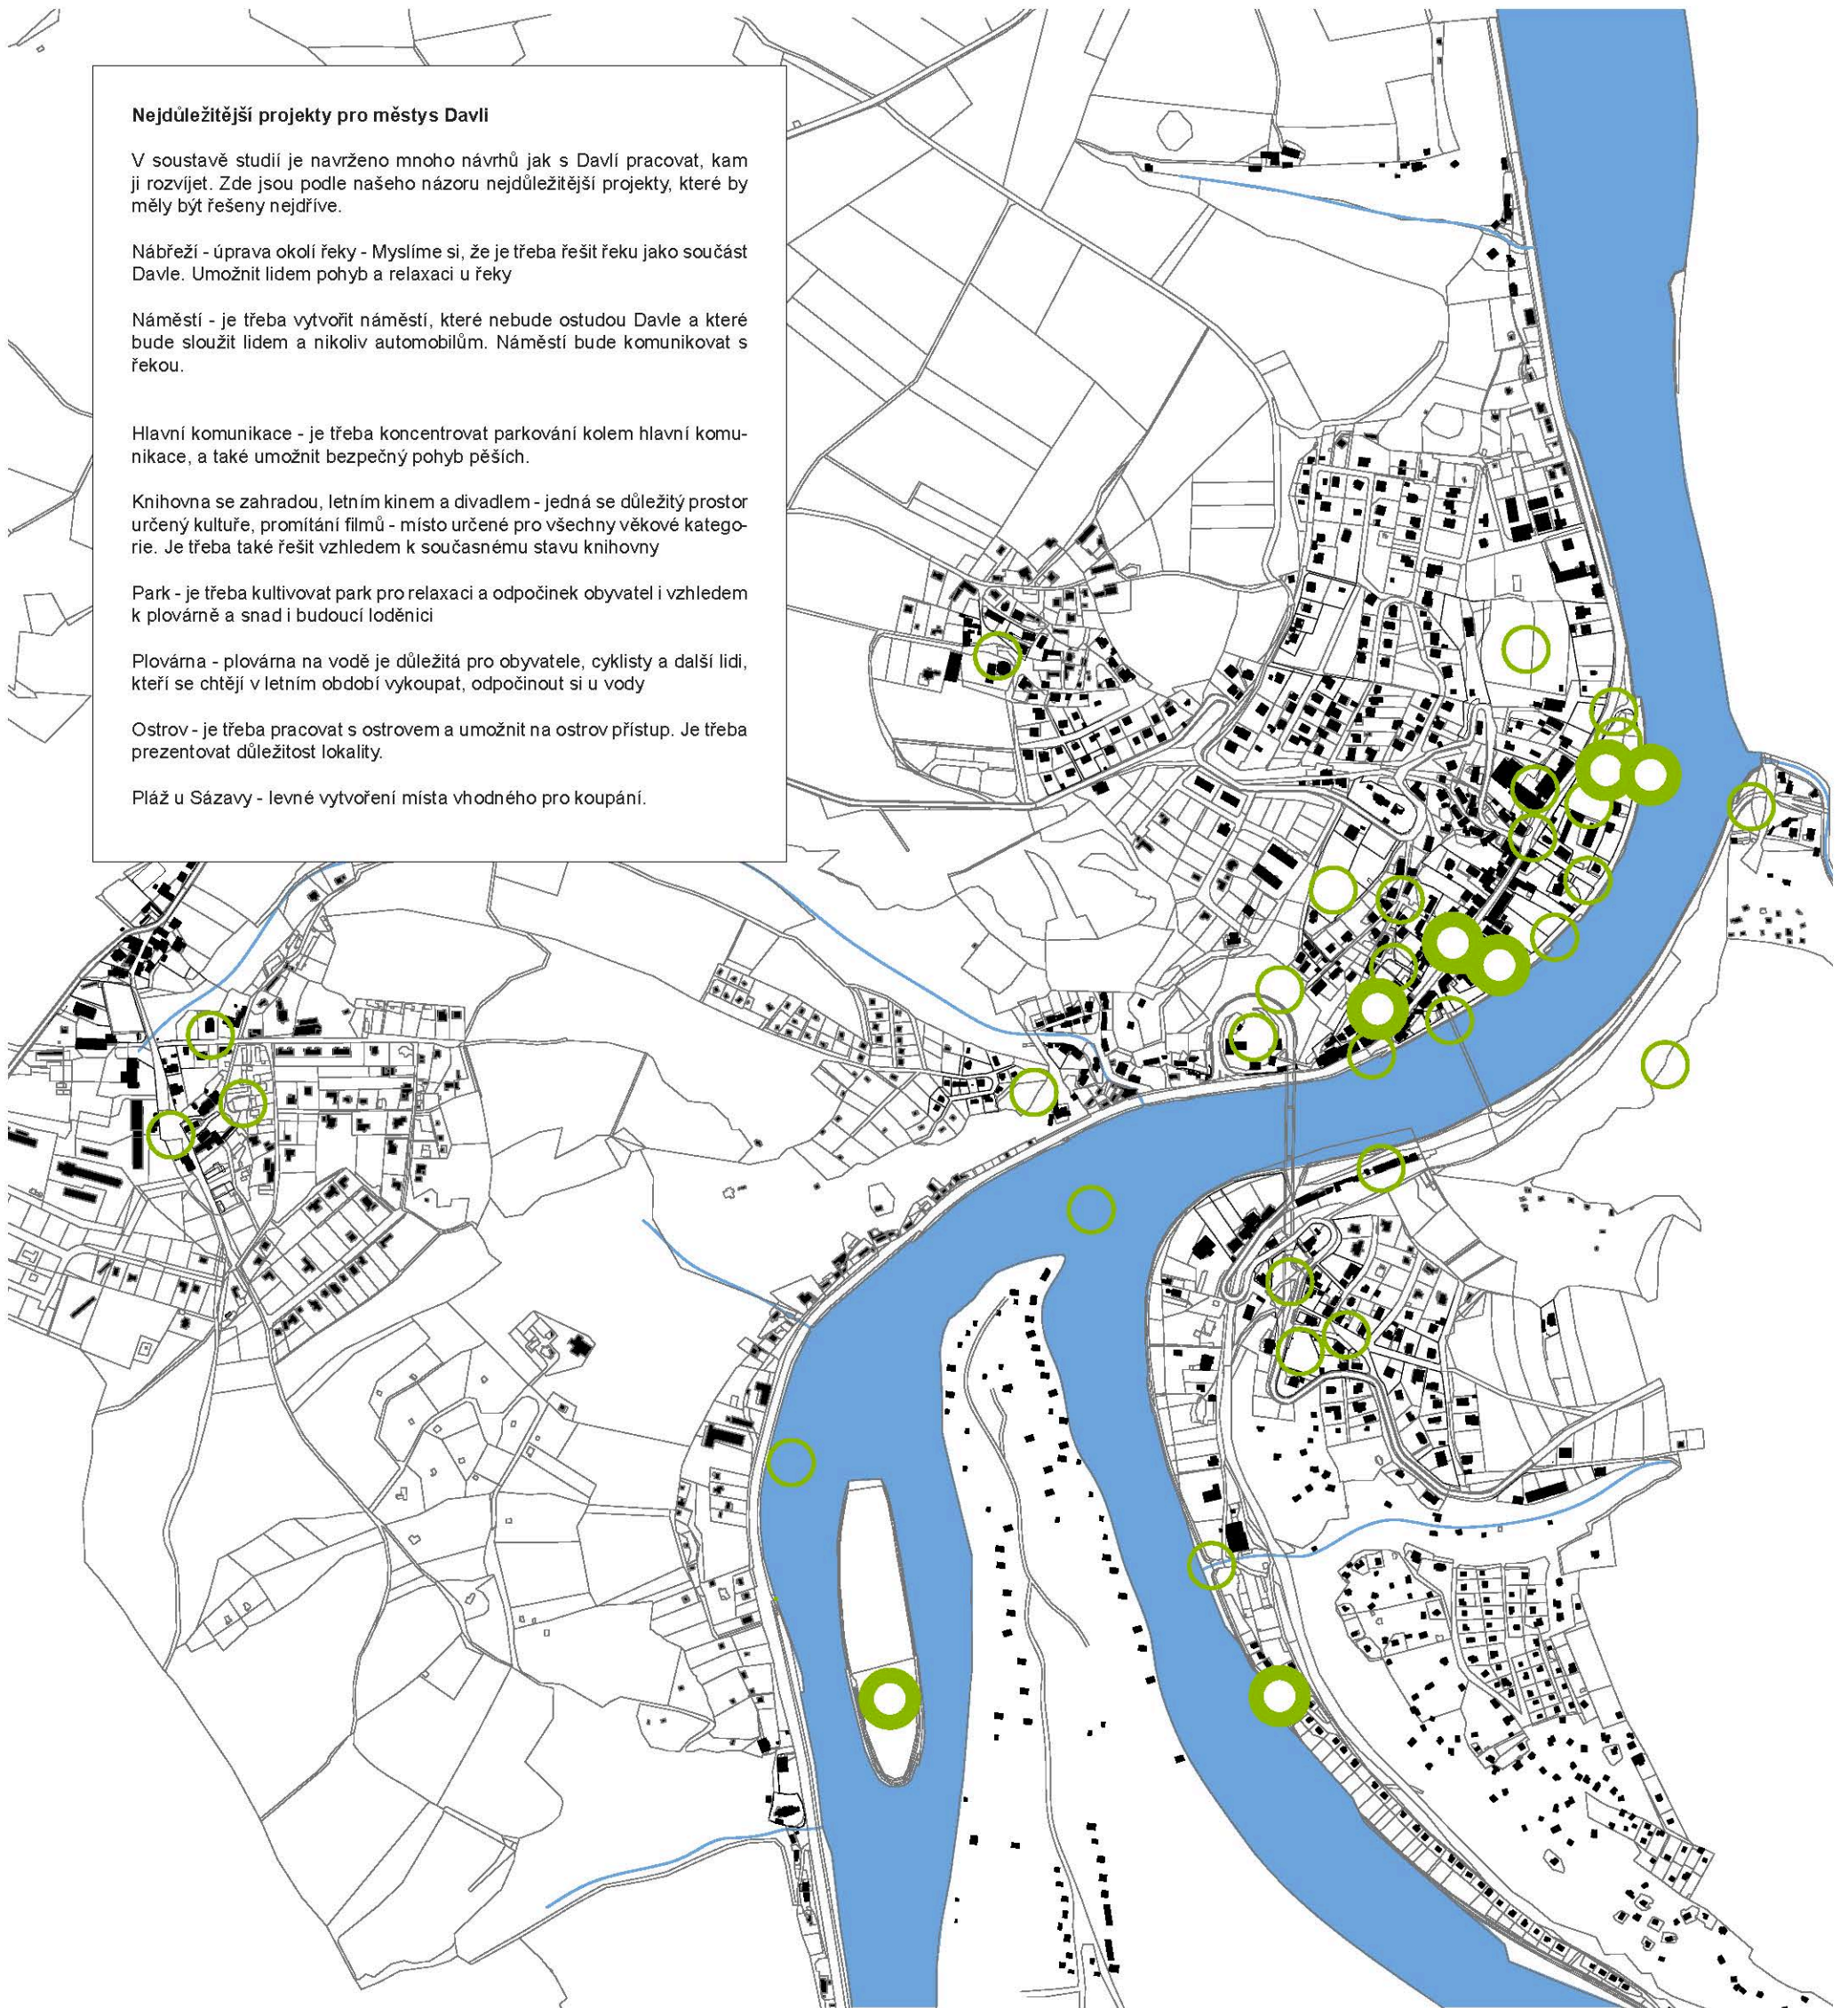 Nejdůležitější projekty pro městys Davli
V soustavě studií je navrženo mnoho návrhů jak s Davlí pracovat, kam
ji rozvíjet. Zde jsou podle našeho názoru nejdůležitější projekty, které by
měly být řešeny nejdříve.
Nábřeží - úprava okolí řeky - Myslíme si, že je třeba řešit řeku jako součást
Davle. Umožnit lidem pohyb a relaxaci u řeky
Náměstí - je třeba vytvořit náměstí, které nebude ostudou Davle a které
bude sloužit lidem a nikoliv automobilům. Náměstí bude komunikovat s
řekou.
Hlavní komunikace - je třeba koncentrovat parkování kolem hlavní komu-
nikace, a také umožnit bezpečný pohyb pěších.
Knihovna se zahradou, letním kinem a divadlem - jedná se důležitý prostor
určený kultuře, promítání filmů - místo určené pro všechny věkové katego-
rie. Je třeba také řešit vzhledem k současnému stavu knihovny
Park - je třeba kultivovat park pro relaxaci a odpočinek obyvatel i vzhledem
k plovárně a snad i budoucí loděnici
Plovárna - plovárna na vodě je důležitá pro obyvatele, cyklisty a další lidi,
kteří se chtějí v letním období vykoupat, odpočinout si u vody
Ostrov - je třeba pracovat s ostrovem a umožnit na ostrov přístup. Je třeba
prezentovat důležitost lokality.
Pláž u Sázavy - levné vytvoření místa vhodného pro koupání.